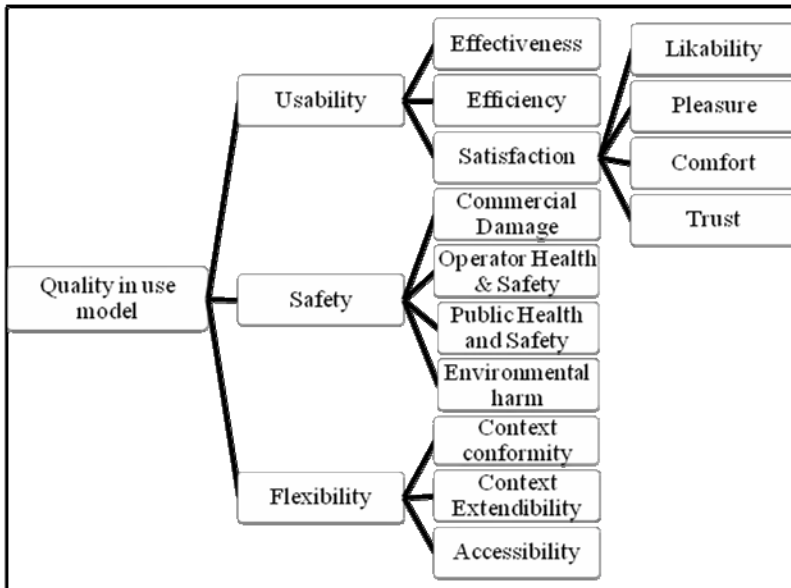 Quality in use
model
Usability
Effectiveness
Efficiency
Satisfaction
Likability
Pleasure
Comfort
Trust
Safety
Commercial
Damage
Operator Health
& Safety
Public Health
and Safety
Environmental
harm
Flexibility
Context
conformity
Context
Extendibility
Accessibility